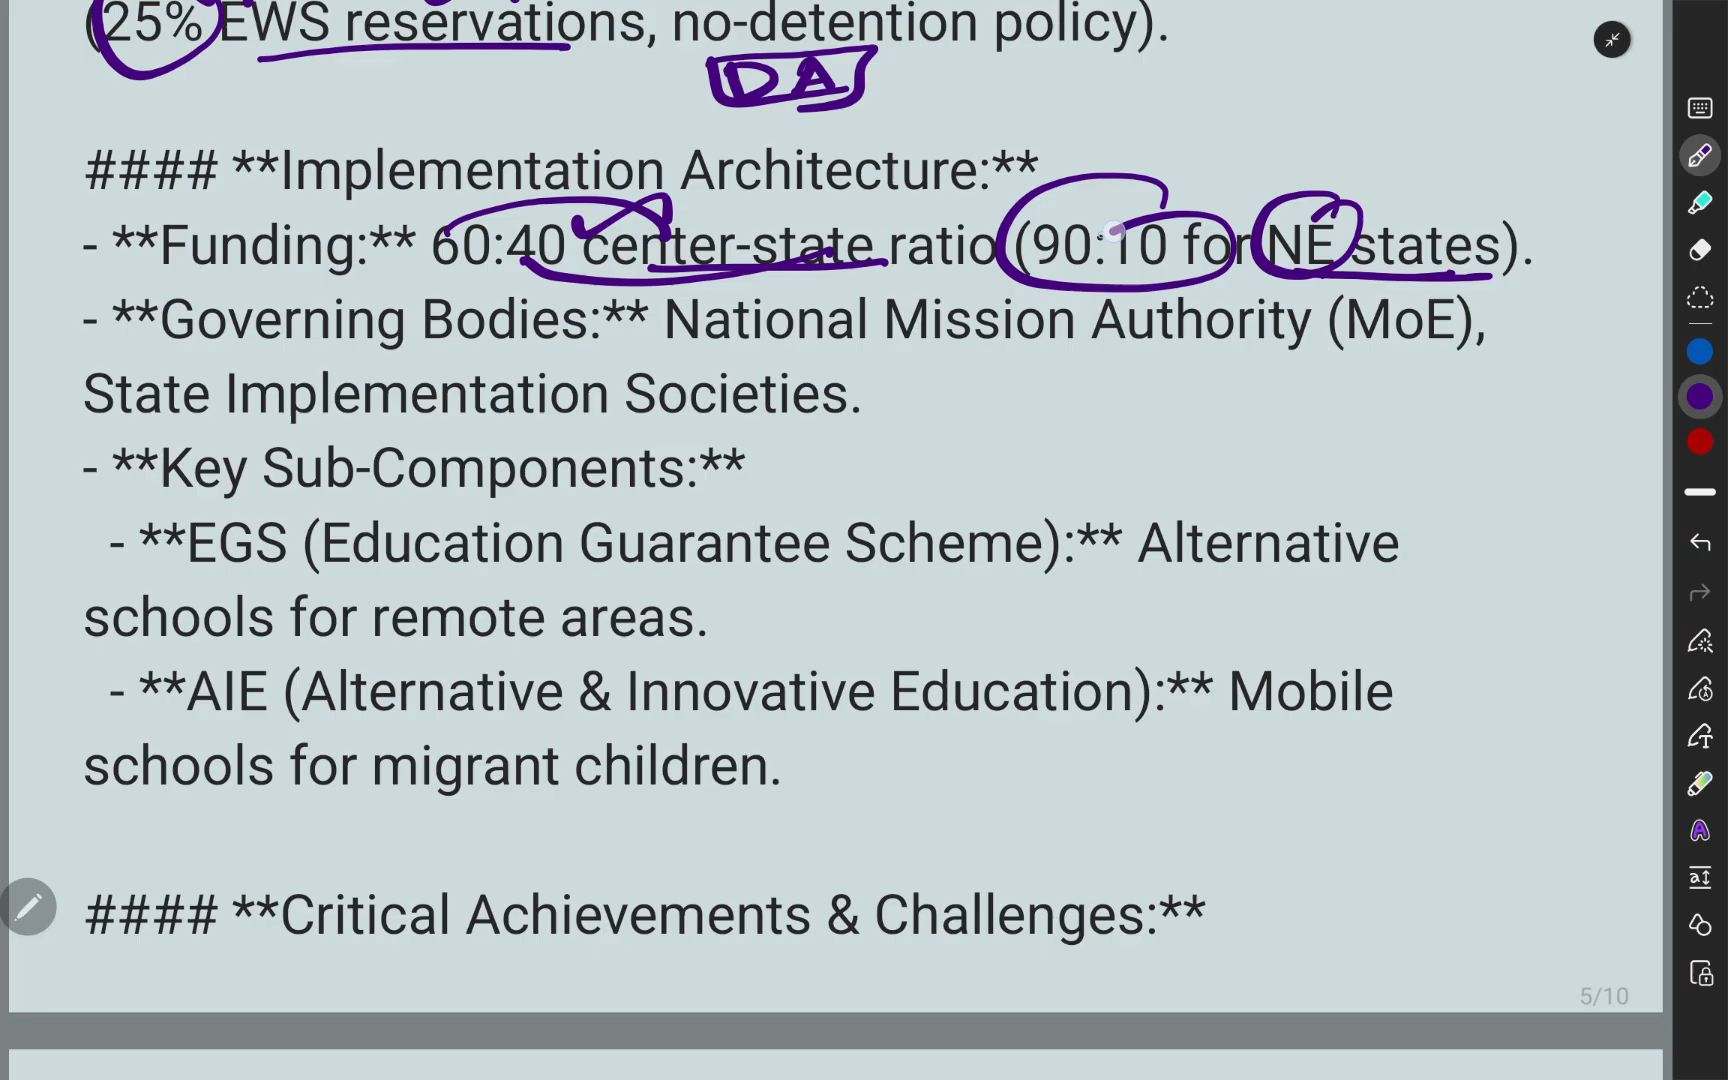 (25% EWS reservations, no-detention policy).
DA
#### **Implementation Architecture:**
- **Funding:** 60:40 center-state ratio (90:10 for NE states).
- **Governing Bodies:** National Mission Authority (MoE),
State Implementation Societies.
- **Key Sub-Components:**
- **EGS (Education Guarantee Scheme):** Alternative
schools for remote areas.
- **AIE (Alternative & Innovative Education):** Mobile
schools for migrant children.
#### **Critical Achievements & Challenges:**
5/10